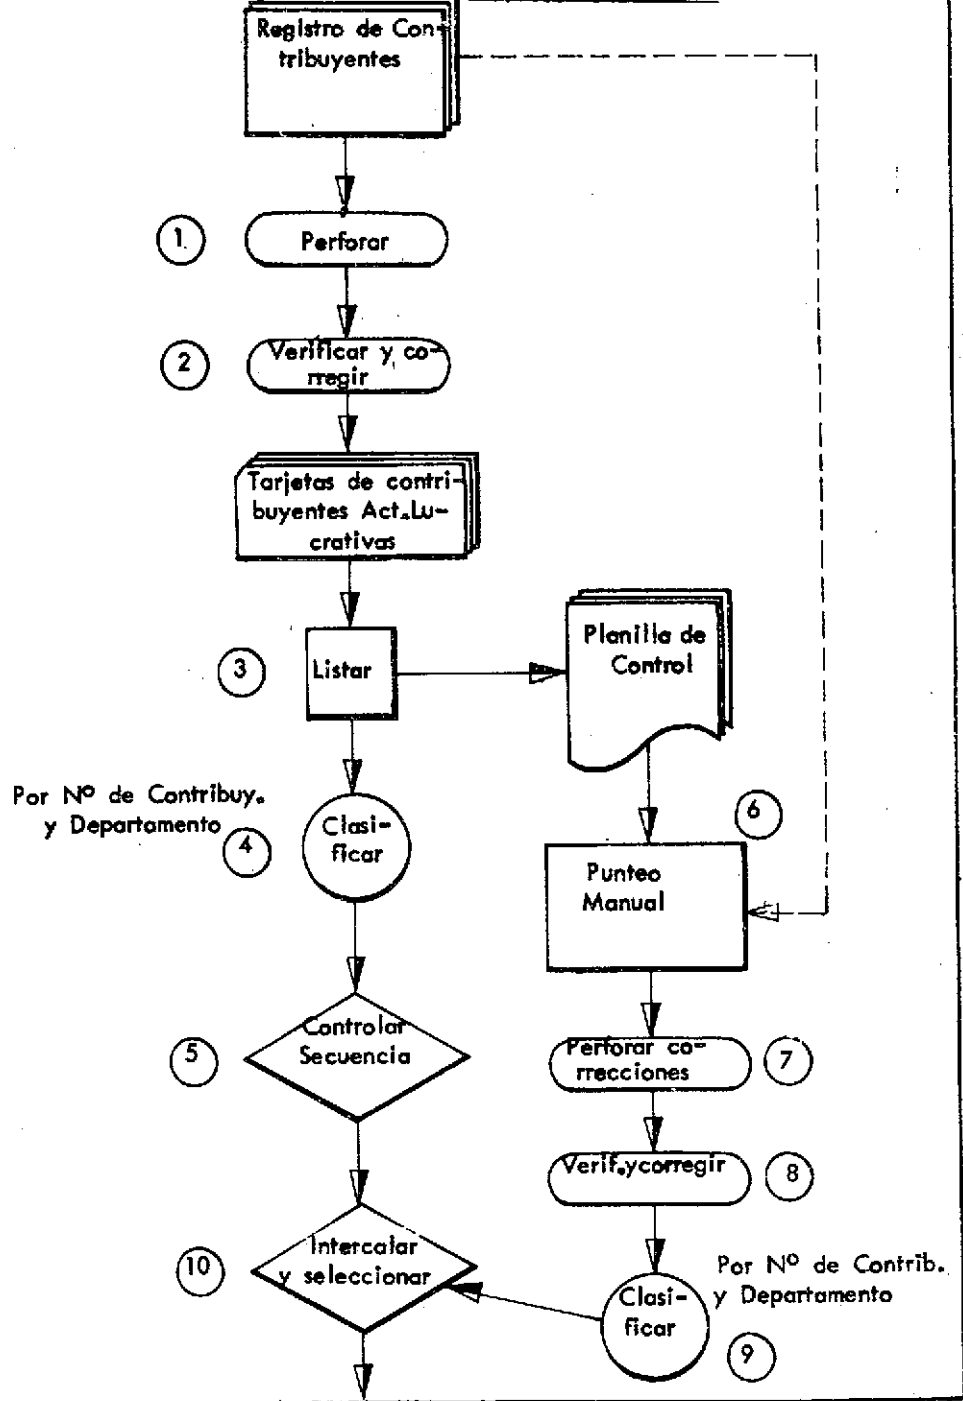 Registro de Con-
tribuyentes
1.
Perforar
2
Verificar y co-
rregir
Tarjetas de contri-
buyentes Act.Lu-
crativas
3
Listar
Planilla de
Control
Por Nº de Contribuy.
y Departamento
4
Clasi-
ficar
6
Punteo
Manual
5
Controlar
Secuencia
Perforar co-
rrecciones
7
Verif.ycorregir
8
10
Intercalar
y seleccionar
Clasi-
ficar
Por Nº de Contrib.
y Departamento
9